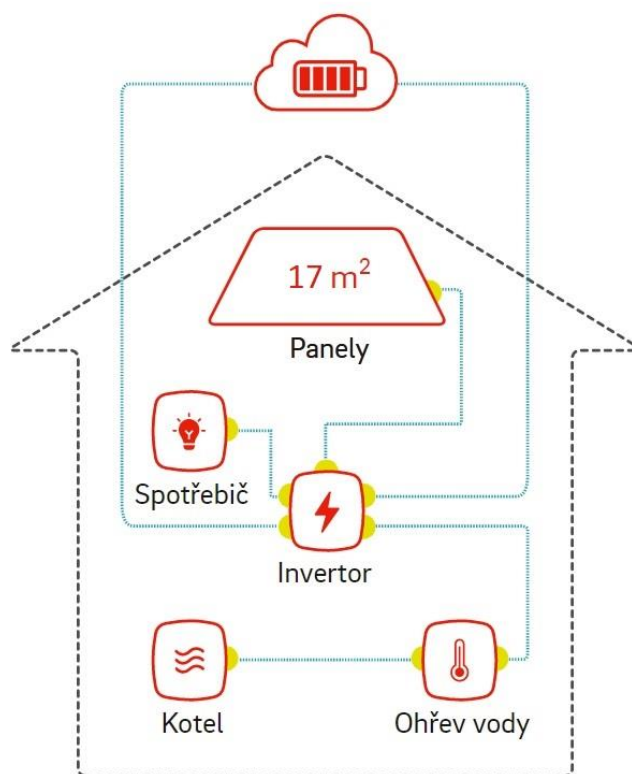 17 m²
Panely
Spotřebič
Invertor
Kotel
Ohřev vody